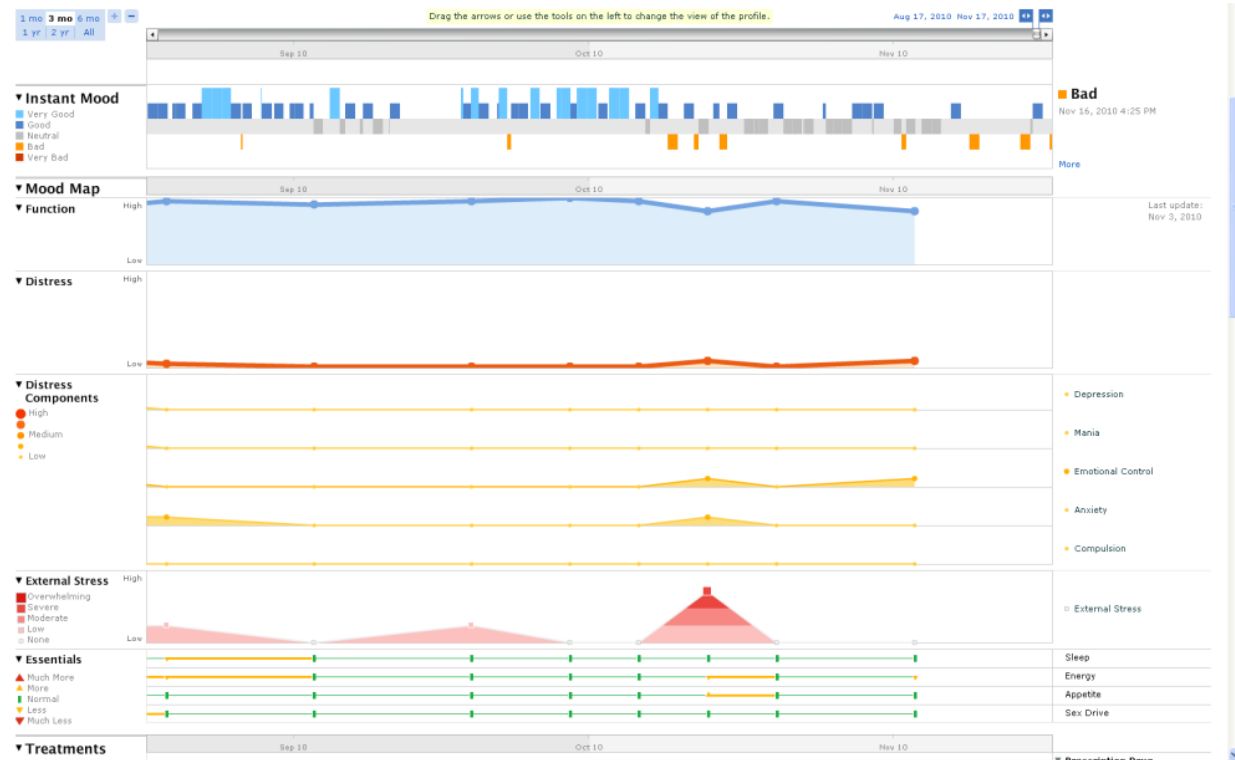 1 mo 3 mo 6 mo + −
1 yr 2 yr All
Drag the arrows or use the tools on the left to change the view of the profile.
Aug 17, 2010 Nov 17, 2010
Sep 10 Oct 10 Nov 10
Instant Mood
Very Good
Good
Neutral
Bad
Very Bad
Bad
Nov 16, 2010 4:25 PM
More
Mood Map
Sep 10 Oct 10 Nov 10
Function
High
Low
Last update:
Nov 3, 2010
Distress
High
Low
Distress
Components
High
Medium
Low
Depression
Mania
Emotional Control
Anxiety
Compulsion
External Stress
High
Overwhelming
Severe
Moderate
Low
None
Low
External Stress
Essentials
Much More
More
Normal
Less
Much Less
Sleep
Energy
Appetite
Sex Drive
Treatments
Sep 10 Oct 10 Nov 10